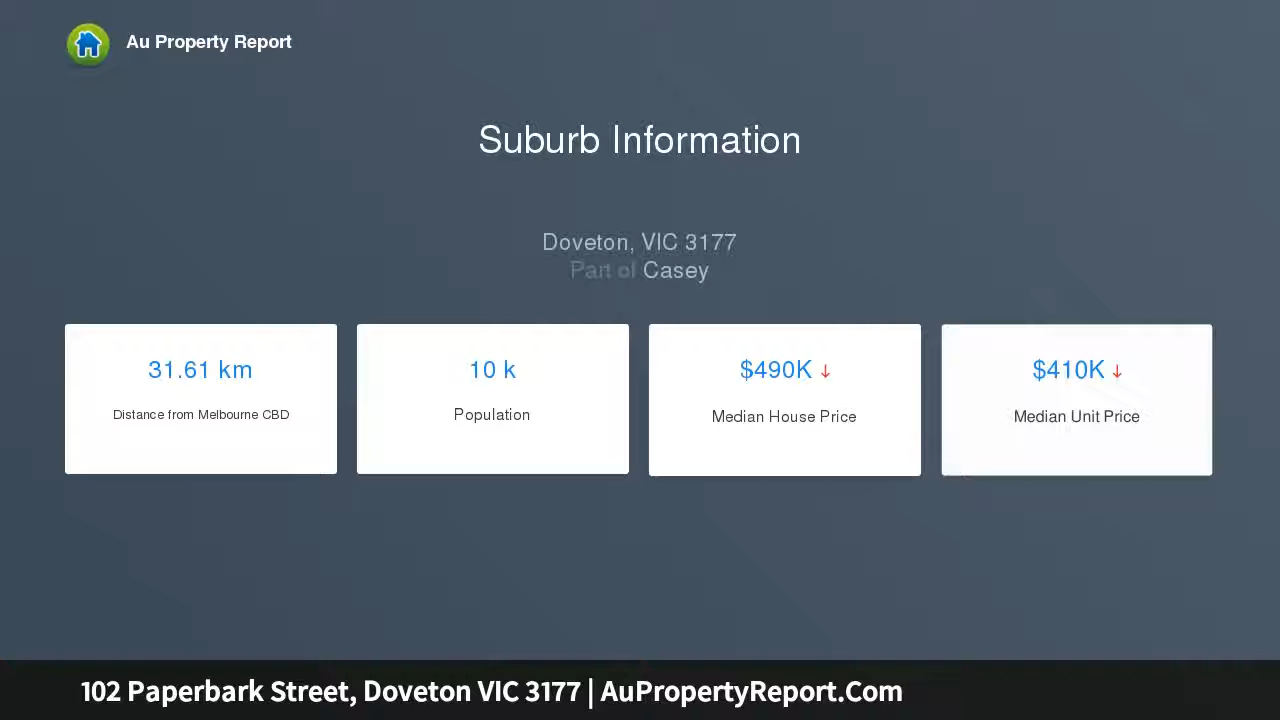 Au Property Report
Suburb Information
Doveton, VIC 3177
Part of Casey
31.61 km
Distance from Melbourne CBD
10 k
Population
$490K ↓
Median House Price
$410K ↓
Median Unit Price
102 Paperbark Street, Doveton VIC 3177 | AuPropertyReport.Com